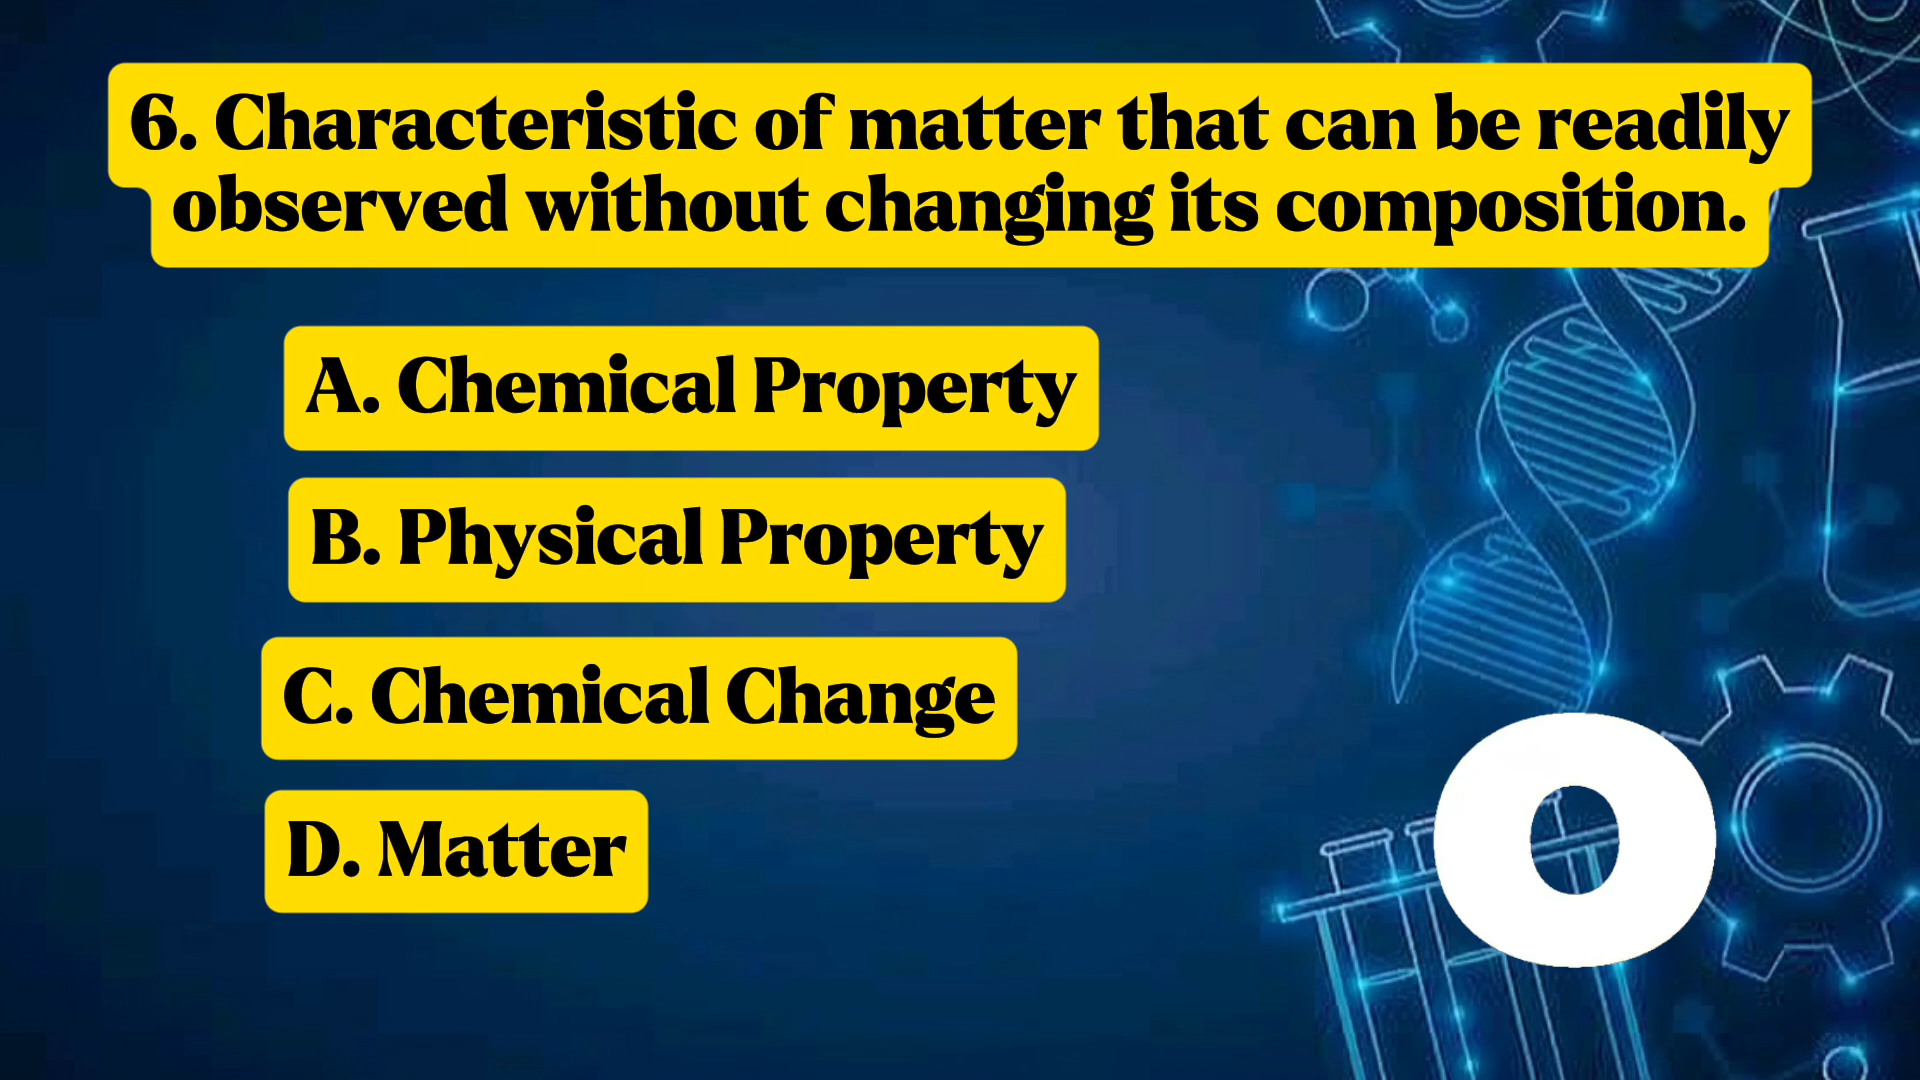 6. Characteristic of matter that can be readily
observed without changing its composition.
A. Chemical Property
B. Physical Property
C. Chemical Change
D. Matter
0